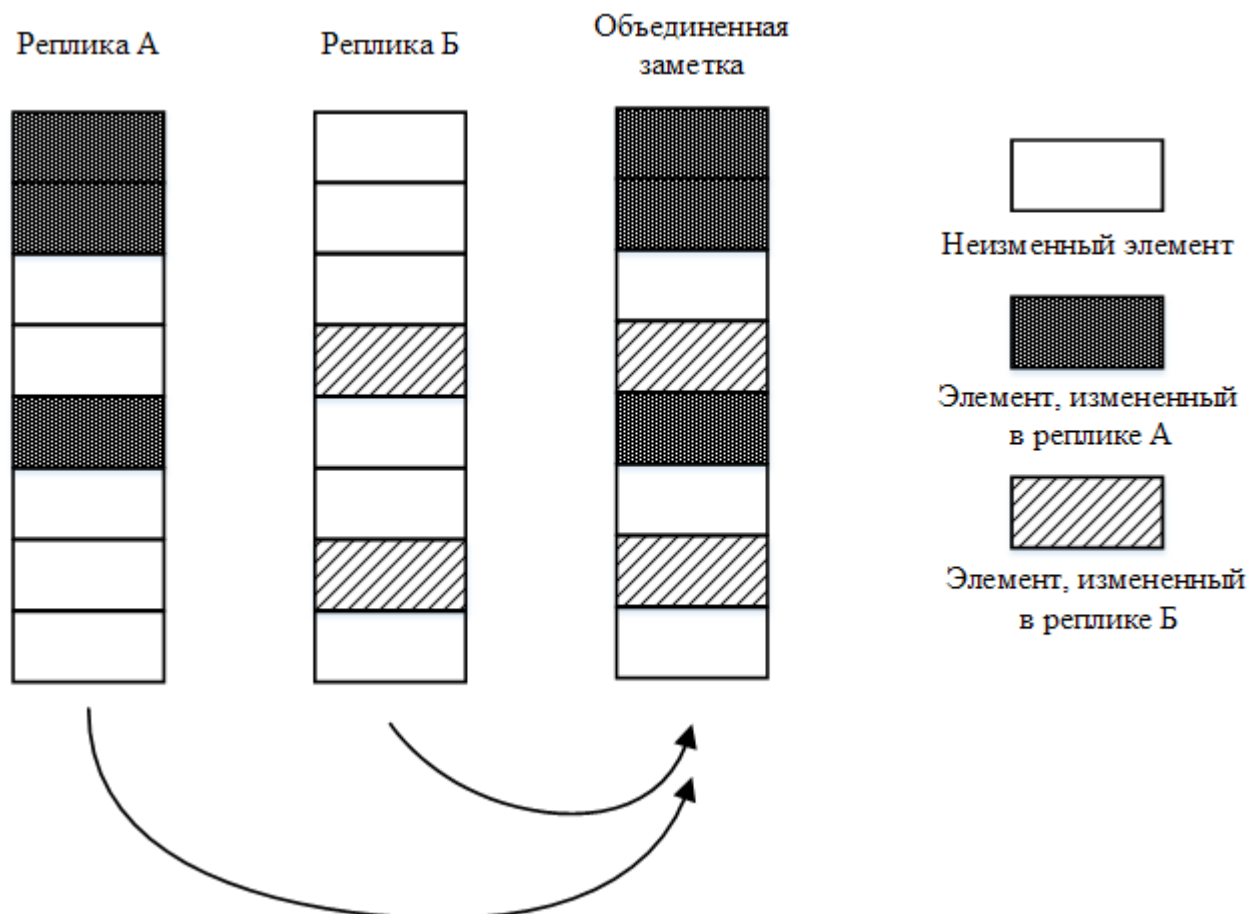 Реплика А
Реплика Б
Объединенная
заметка
Неизменный элемент
Элемент, измененный
в реплике А
Элемент, измененный
в реплике Б